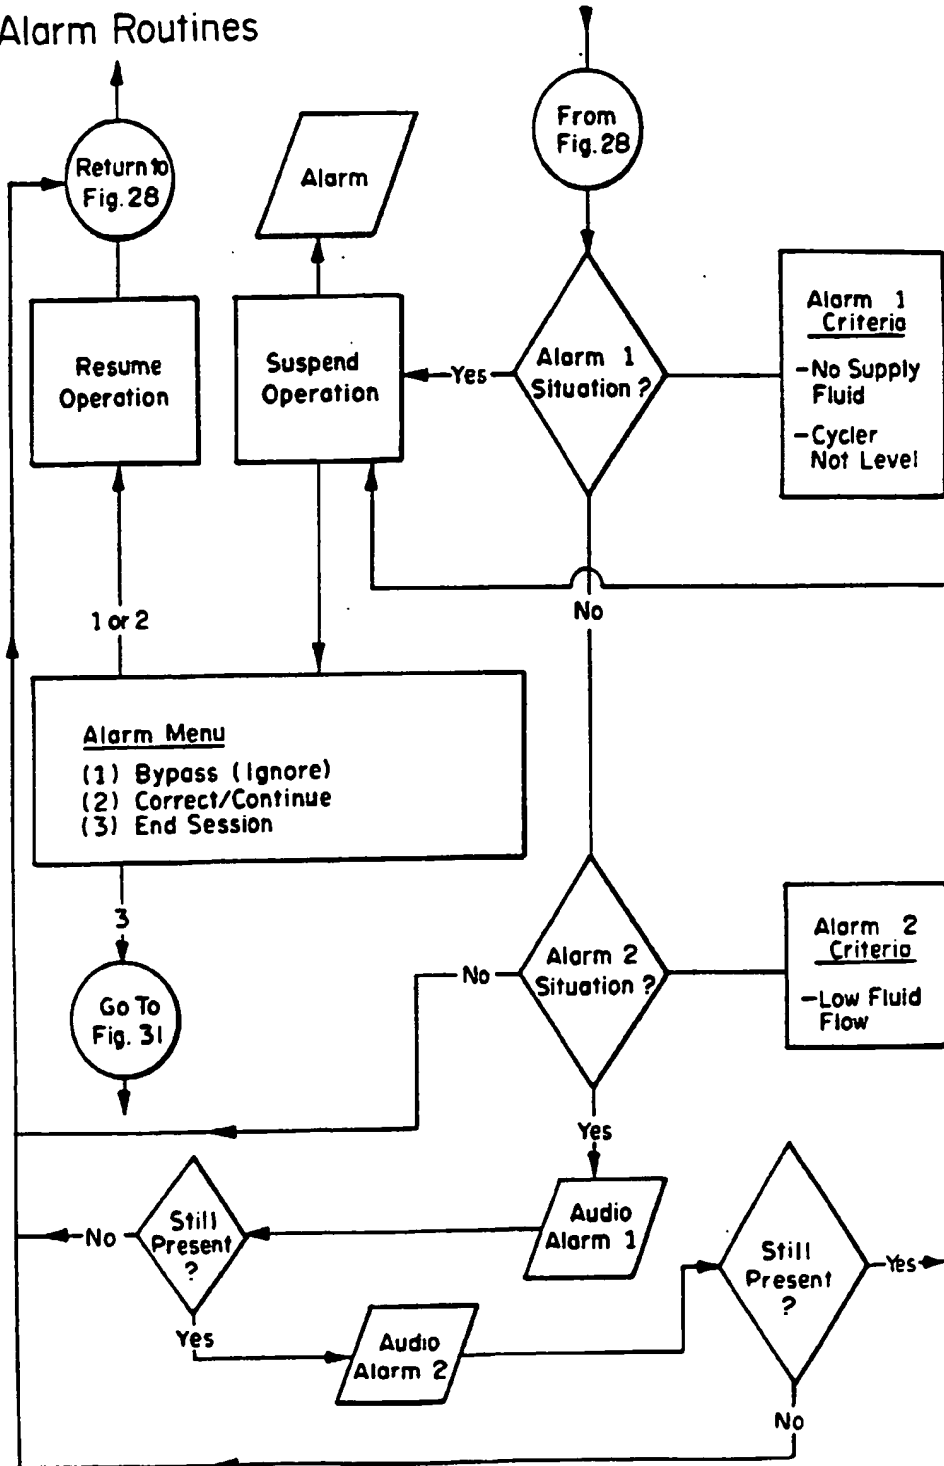 Alarm Routines
From
Fig. 28
Return to
Fig. 28
Alarm
Alarm 1
Criteria
-No Supply
Fluid
-Cycler
Not Level
Resume
Operation
Suspend
Operation
Yes
Alarm 1
Situation ?
No
1 or 2
Alarm Menu
(1) Bypass (Ignore)
(2) Correct/Continue
(3) End Session
3
Go To
Fig. 31
No
Alarm 2
Situation ?
Alarm 2
Criteria
-Low Fluid
Flow
Yes
No
Still
Present
?
Audio
Alarm 1
Still
Present
?
Yes
Yes
Audio
Alarm 2
No